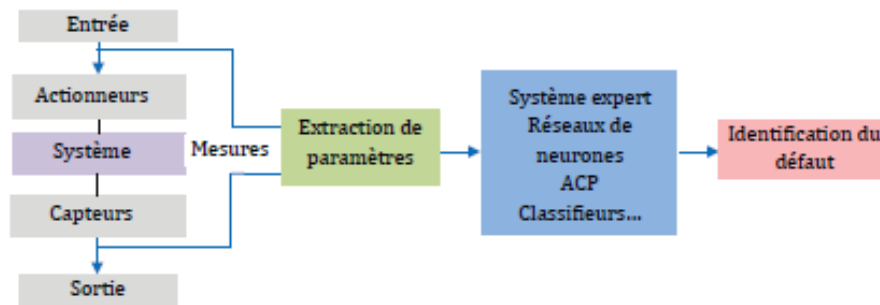 Entrée
Actionneurs
Système
Capteurs
Sortie
Mesures
Extraction de
paramètres
Système expert
Réseaux de
neurones
ACP
Classifieurs...
Identification du
défaut